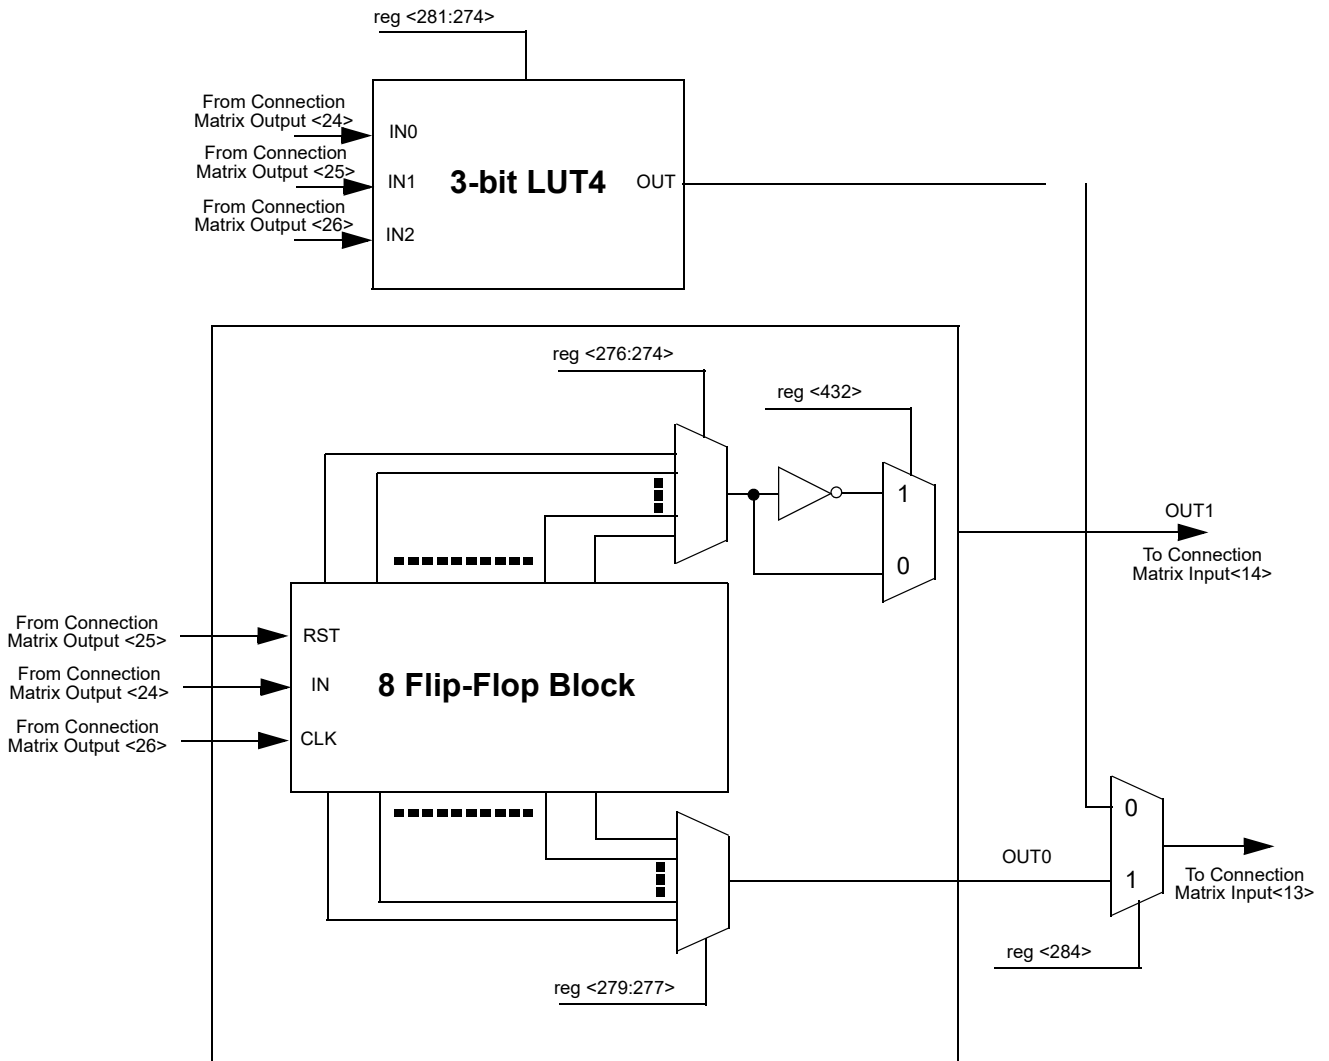 reg <281:274>
From Connection
Matrix Output <24>
IN0
From Connection
Matrix Output <25>
IN1
3-bit LUT4
OUT
From Connection
Matrix Output <26>
IN2
reg <276:274>
reg <432>
1
0
OUT1
To Connection
Matrix Input<14>
From Connection
Matrix Output <25>
RST
From Connection
Matrix Output <24>
IN
8 Flip-Flop Block
From Connection
Matrix Output <26>
CLK
0
OUT0
1
To Connection
Matrix Input<13>
reg <284>
reg <279:277>